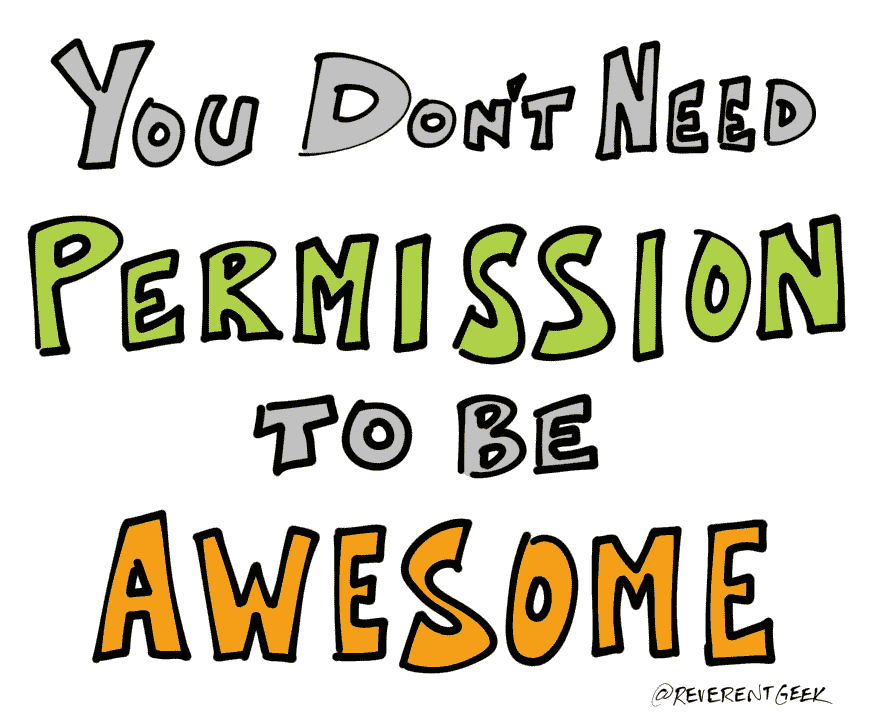 YOU DON'T NEED
PERMISSION
TO BE
AWESOME
@REVERENTGEEK